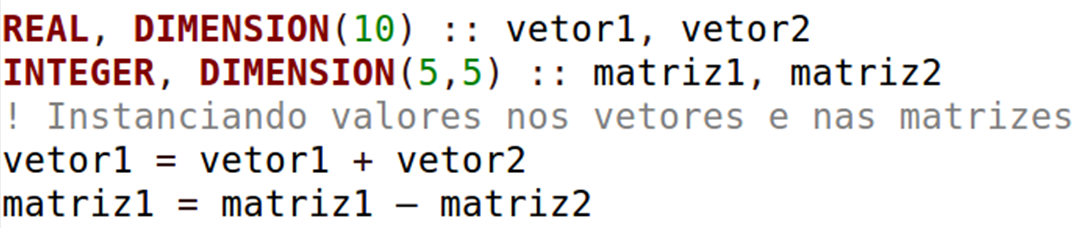 REAL, DIMENSION(10) :: vetor1, vetor2
INTEGER, DIMENSION(5,5) :: matriz1, matriz2
! Instanciando valores nos vetores e nas matrizes
vetor1 = vetor1 + vetor2
matriz1 = matriz1 – matriz2